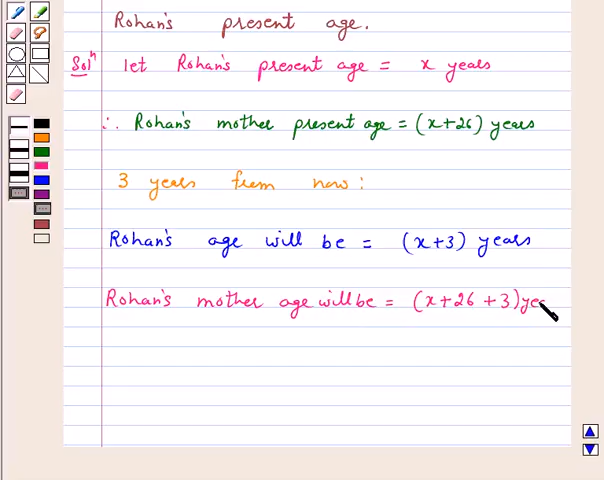 Rohan's present age.
Solⁿ let Rohan's present age = x years
∴ Rohan's mother present age = (x+26) years
3 years from now :
Rohan's age will be = (x+3) years
Rohan's mother age will be = (x+26+3) yea